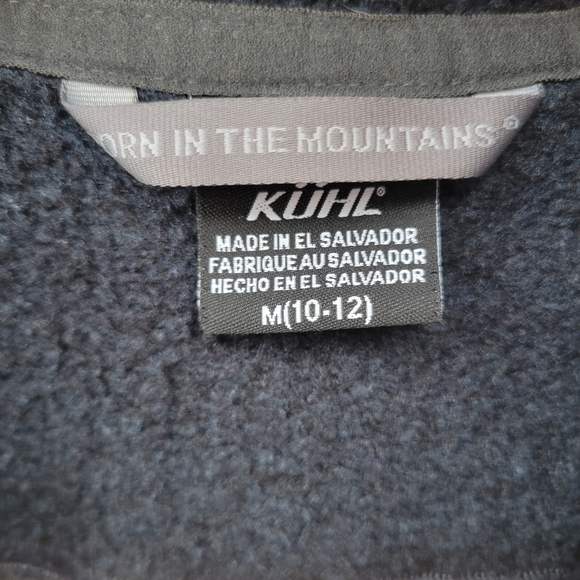 ORN IN THE MOUNTAINS®
KÜHL®
MADE IN EL SALVADOR
FABRIQUE AU SALVADOR
HECHO EN EL SALVADOR
M(10-12)